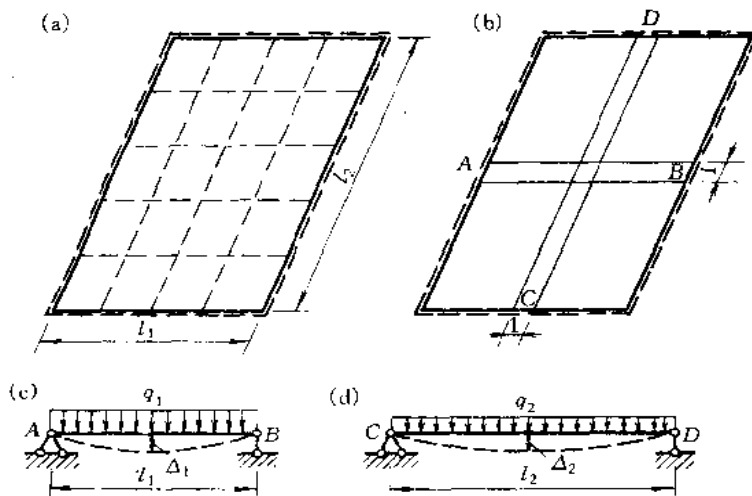 (a)
l₂
l₁
(b)
D
A
B
1
C
1
(c)
q₁
A
B
Δ₁
l₁
(d)
q₂
C
D
Δ₂
l₂